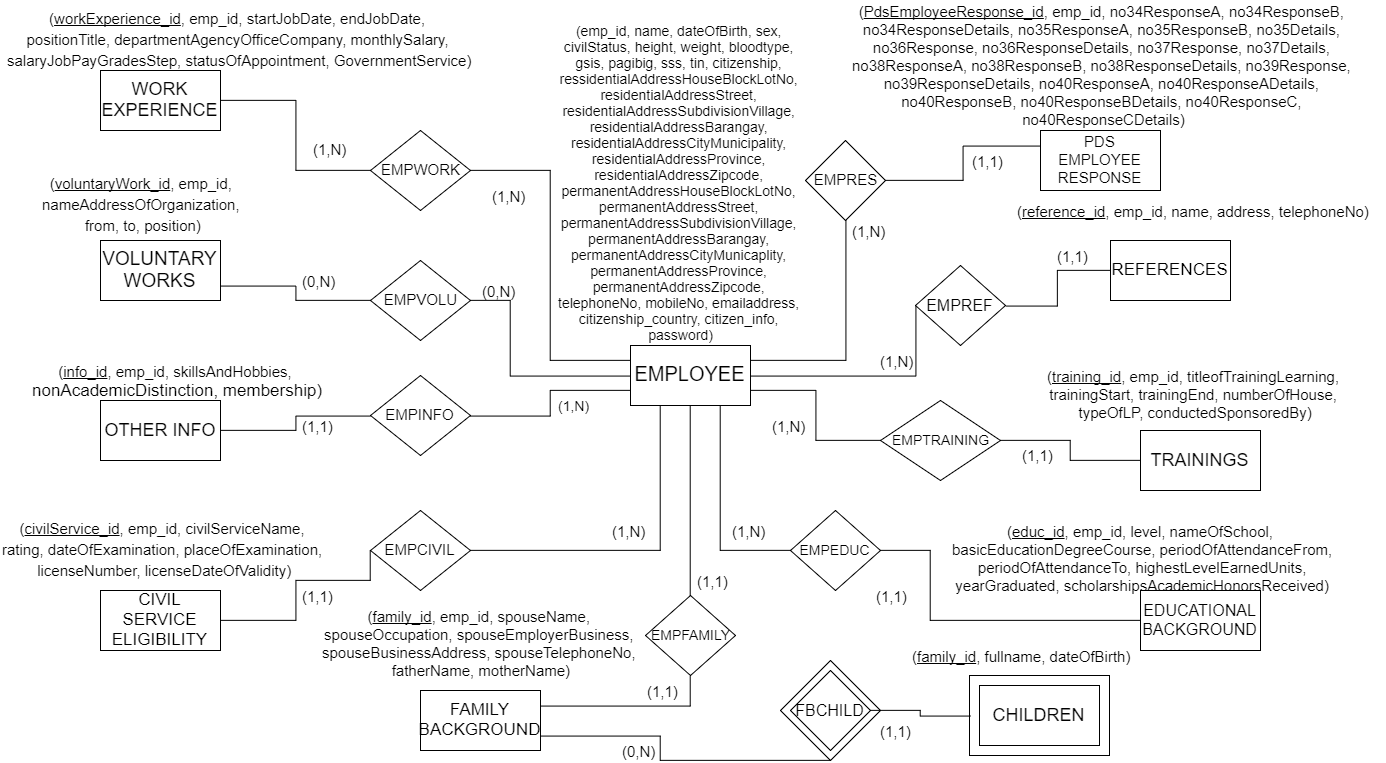 (workExperience_id, emp_id, startJobDate, endJobDate,
positionTitle, departmentAgencyOfficeCompany, monthlySalary,
salaryJobPayGradesStep, statusOfAppointment, GovernmentService)
WORK
EXPERIENCE
(1,N)
EMPWORK
(1,N)
(voluntaryWork_id, emp_id,
nameAddressOfOrganization,
from, to, position)
VOLUNTARY
WORKS
(0,N)
EMPVOLU
(0,N)
(info_id, emp_id, skillsAndHobbies,
nonAcademicDistinction, membership)
OTHER INFO
(1,1)
EMPINFO
(1,N)
(civilService_id, emp_id, civilServiceName,
rating, dateOfExamination, placeOfExamination,
licenseNumber, licenseDateOfValidity)
CIVIL
SERVICE
ELIGIBILITY
(1,1)
EMPCIVIL
(1,N)
(emp_id, name, dateOfBirth, sex,
civilStatus, height, weight, bloodtype,
gsis, pagibig, sss, tin, citizenship,
ressidentialAddressHouseBlockLotNo,
residentialAddressStreet,
residentialAddressSubdivisionVillage,
residentialAddressBarangay,
residentialAddressCityMunicipality,
residentialAddressProvince,
residentialAddressZipcode,
permanentAddressHouseBlockLotNo,
permanentAddressStreet,
permanentAddressSubdivisionVillage,
permanentAddressBarangay,
permanentAddressCityMunicaplity,
permanentAddressProvince,
permanentAddressZipcode,
telephoneNo, mobileNo, emailaddress,
citizenship_country, citizen_info,
password)
EMPLOYEE
(PdsEmployeeResponse_id, emp_id, no34ResponseA, no34ResponseB,
no34ResponseDetails, no35ResponseA, no35ResponseB, no35Details,
no36Response, no36ResponseDetails, no37Response, no37Details,
no38ResponseA, no38ResponseB, no38ResponseDetails, no39Response,
no39ResponseDetails, no40ResponseA, no40ResponseADetails,
no40ResponseB, no40ResponseBDetails, no40ResponseC,
no40ResponseCDetails)
PDS
EMPLOYEE
RESPONSE
(1,1)
EMPRES
(1,N)
(reference_id, emp_id, name, address, telephoneNo)
REFERENCES
(1,1)
EMPREF
(1,N)
(training_id, emp_id, titleofTrainingLearning,
trainingStart, trainingEnd, numberOfHouse,
typeOfLP, conductedSponsoredBy)
TRAININGS
(1,1)
EMPTRAINING
(1,N)
(educ_id, emp_id, level, nameOfSchool,
basicEducationDegreeCourse, periodOfAttendanceFrom,
periodOfAttendanceTo, highestLevelEarnedUnits,
yearGraduated, scholarshipsAcademicHonorsReceived)
EDUCATIONAL
BACKGROUND
(1,1)
EMPEDUC
(1,N)
(1,1)
EMPFAMILY
(1,1)
(family_id, emp_id, spouseName,
spouseOccupation, spouseEmployerBusiness,
spouseBusinessAddress, spouseTelephoneNo,
fatherName, motherName)
FAMILY
BACKGROUND
(0,N)
FBCHILD
(1,1)
(family_id, fullname, dateOfBirth)
CHILDREN